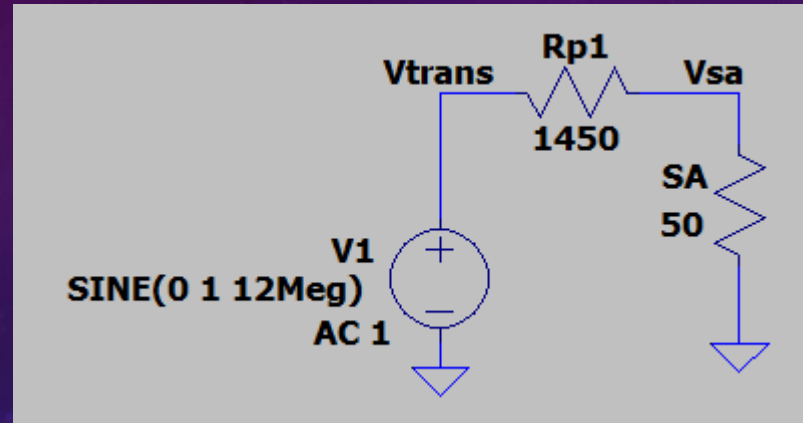 Rp1
Vtrans
Vsa
1450
SA
50
V1
SINE(0 1 12Meg)
AC 1